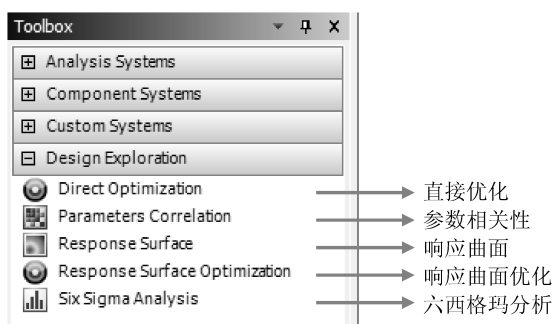 Toolbox
Analysis Systems
Component Systems
Custom Systems
Design Exploration
Direct Optimization 直接优化
Parameters Correlation 参数相关性
Response Surface 响应曲面
Response Surface Optimization 响应曲面优化
Six Sigma Analysis 六西格玛分析